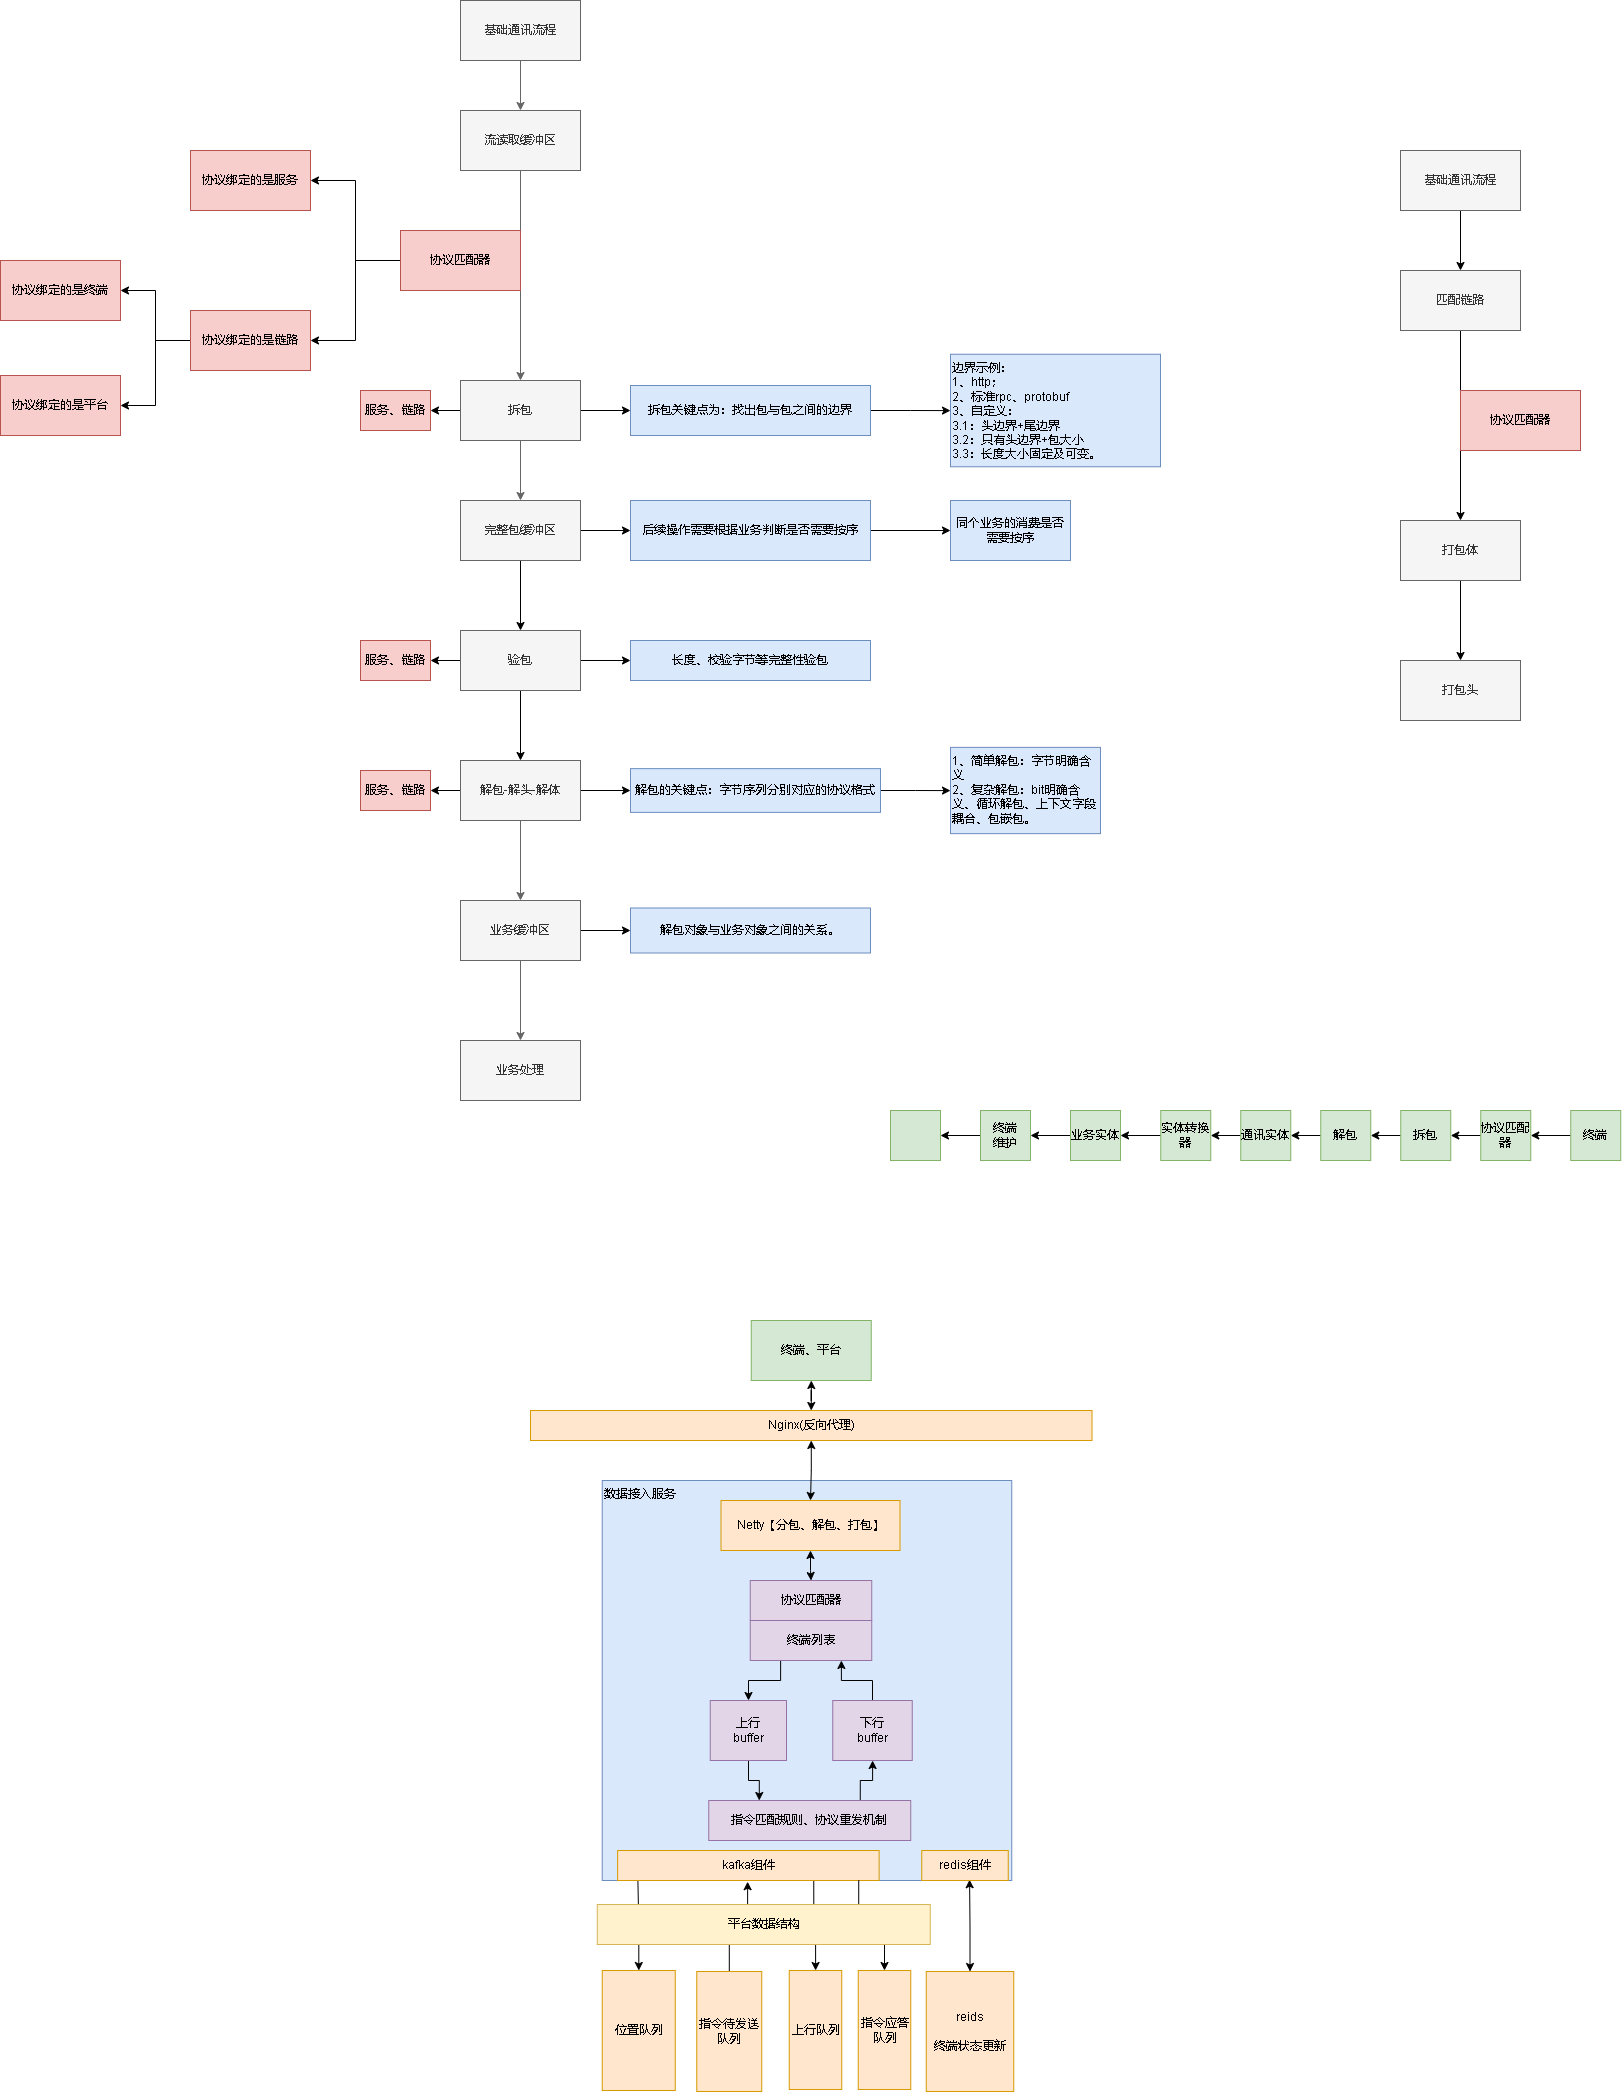 基础通讯流程
流读取缓冲区
协议绑定的是服务
协议匹配器
协议绑定的是终端
协议绑定的是链路
协议绑定的是平台
服务、链路
拆包
拆包关键点为：找出包与包之间的边界
边界示例：
1、http；
2、标准rpc、protobuf
3、自定义：
3.1：头边界+尾边界
3.2：只有头边界+包大小
3.3：长度大小固定及可变。
完整包缓冲区
后续操作需要根据业务判断是否需要按序
同个业务的消费是否
需要按序
服务、链路
验包
长度、校验字节等完整性验包
服务、链路
解包-解头-解体
解包的关键点：字节序列分别对应的协议格式
1、简单解包：字节明确含
义
2、复杂解包：bit明确含
义、循环解包、上下文字段
耦合、包嵌包。
业务缓冲区
解包对象与业务对象之间的关系。
业务处理
基础通讯流程
匹配链路
协议匹配器
打包体
打包头
终端
维护
业务实体
实体转换
器
通讯实体
解包
拆包
协议匹配
器
终端
终端、平台
Nginx(反向代理)
数据接入服务
Netty【分包、解包、打包】
协议匹配器
终端列表
上行
buffer
下行
buffer
指令匹配规则、协议重发机制
kafka组件
redis组件
平台数据结构
位置队列
指令待发送
队列
上行队列
指令应答
队列
reids
终端状态更新